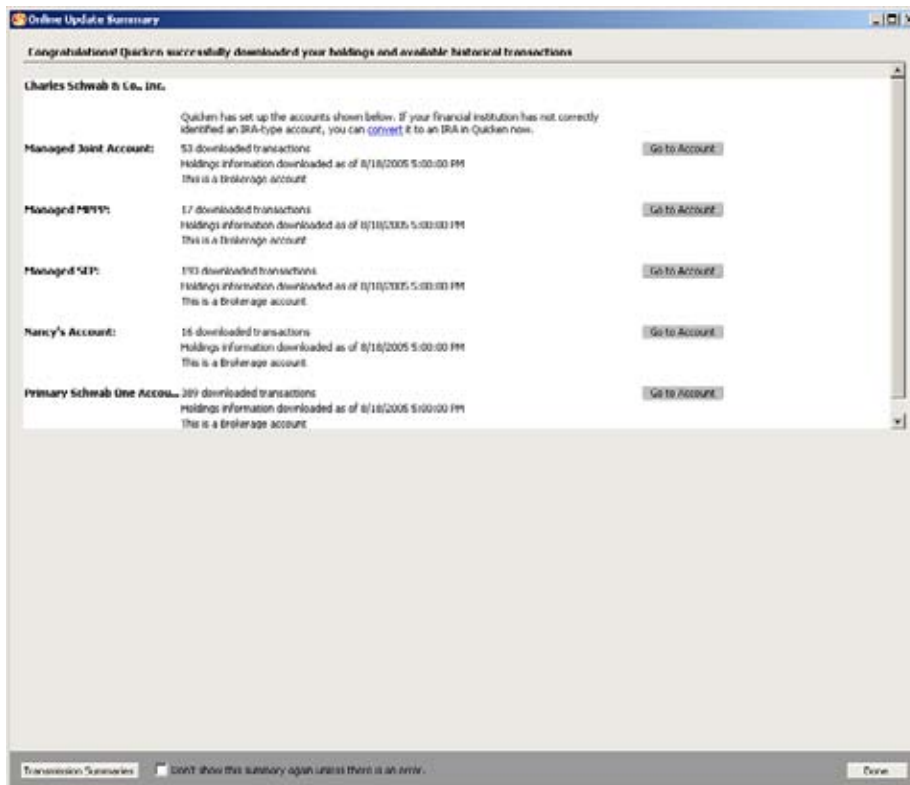 Online Update Summary
Congratulations! Quicken successfully downloaded your holdings and available historical transactions
Charles Schwab & Co., Inc.
Quicken has set up the accounts shown below. If your financial institution has not correctly
identified an IRA-type account, you can convert it to an IRA in Quicken now.
Managed Joint Account: 53 downloaded transactions Go to Account
Holdings information downloaded as of 8/18/2005 5:00:00 PM
This is a Brokerage account
Managed MPPP: 17 downloaded transactions Go to Account
Holdings information downloaded as of 8/18/2005 5:00:00 PM
This is a Brokerage account
Managed SEP: 193 downloaded transactions Go to Account
Holdings information downloaded as of 8/18/2005 5:00:00 PM
This is a Brokerage account
Nancy's Account: 16 downloaded transactions Go to Account
Holdings information downloaded as of 8/18/2005 5:00:00 PM
This is a Brokerage account
Primary Schwab One Accou... downloaded transactions Go to Account
Holdings information downloaded as of 8/18/2005 5:00:00 PM
This is a Brokerage account
Transmission Summaries Don't show this summary again unless there is an error. Done